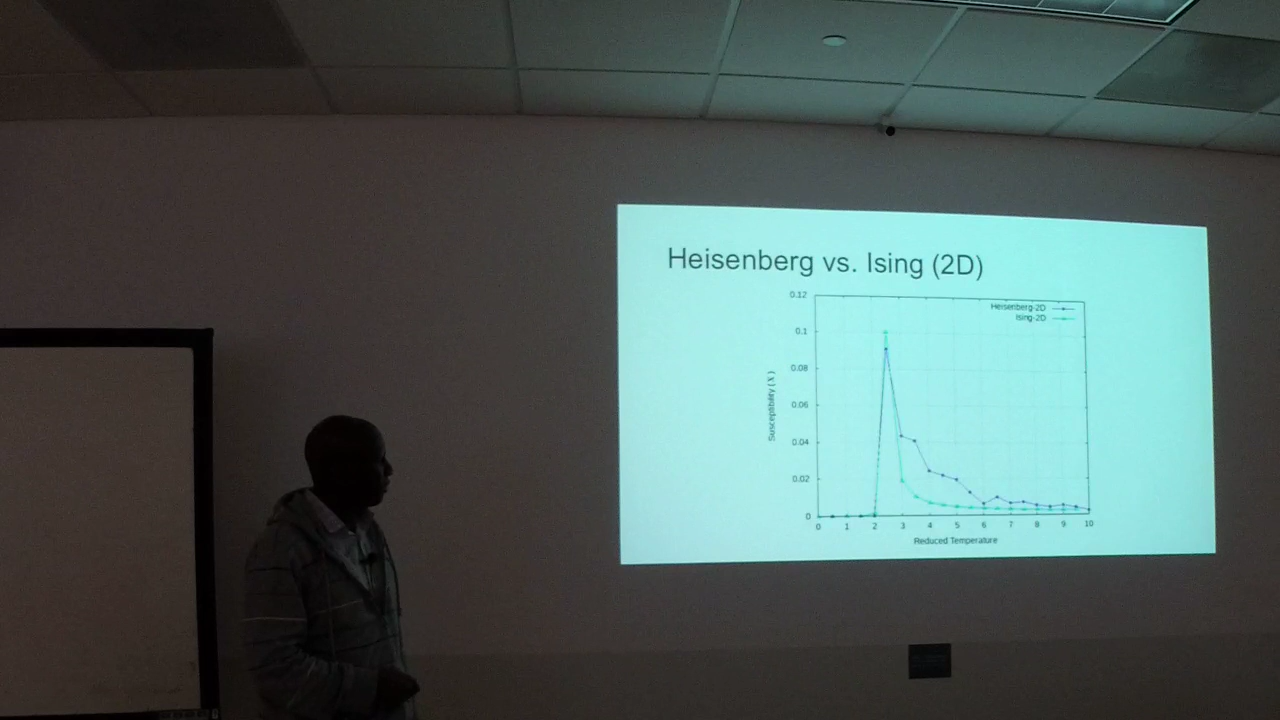 Heisenberg vs. Ising (2D)
0.12
0.1
0.08
0.06
0.04
0.02
0
Susceptibility ( χ )
Heisenberg-2D
Ising-2D
0 1 2 3 4 5 6 7 8 9 10
Reduced Temperature